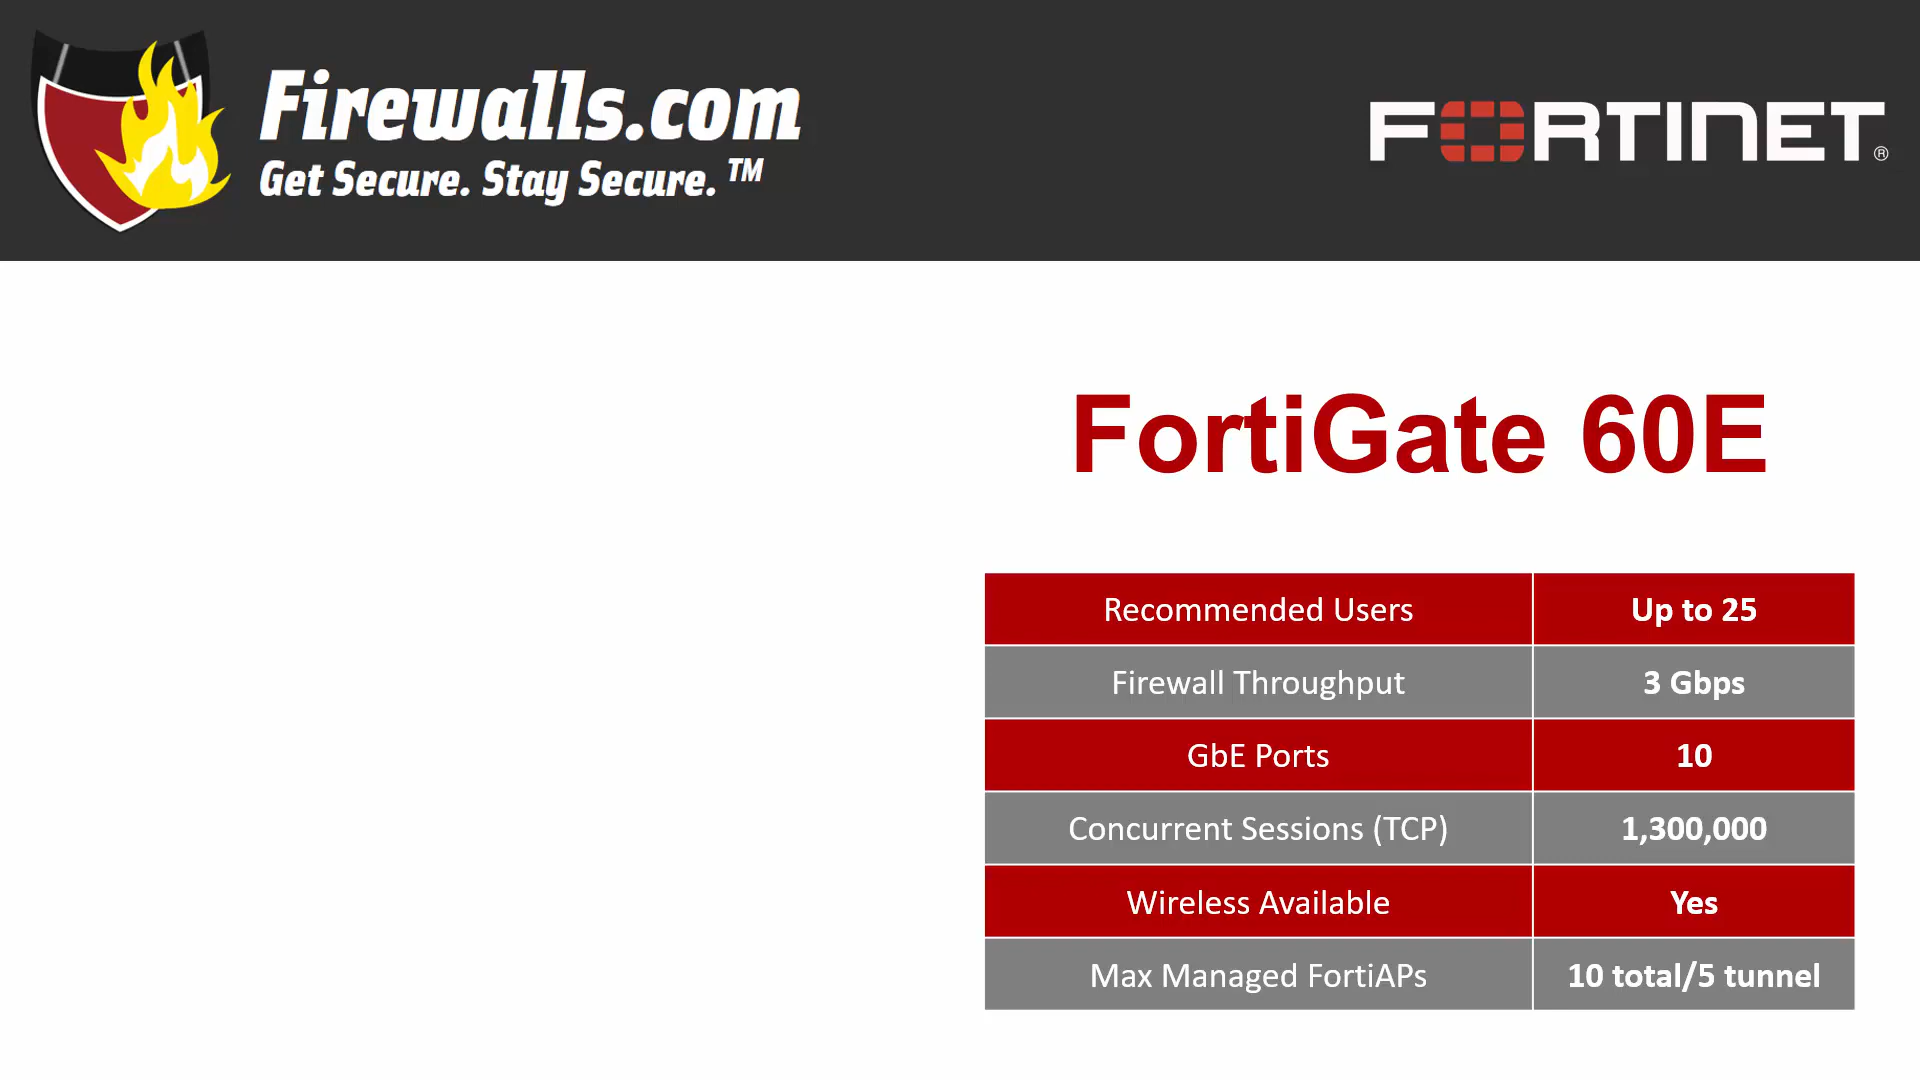 Firewalls.com
Get Secure. Stay Secure.™
FORTINET®
FortiGate 60E
Recommended Users Up to 25
Firewall Throughput 3 Gbps
GbE Ports 10
Concurrent Sessions (TCP) 1,300,000
Wireless Available Yes
Max Managed FortiAPs 10 total/5 tunnel